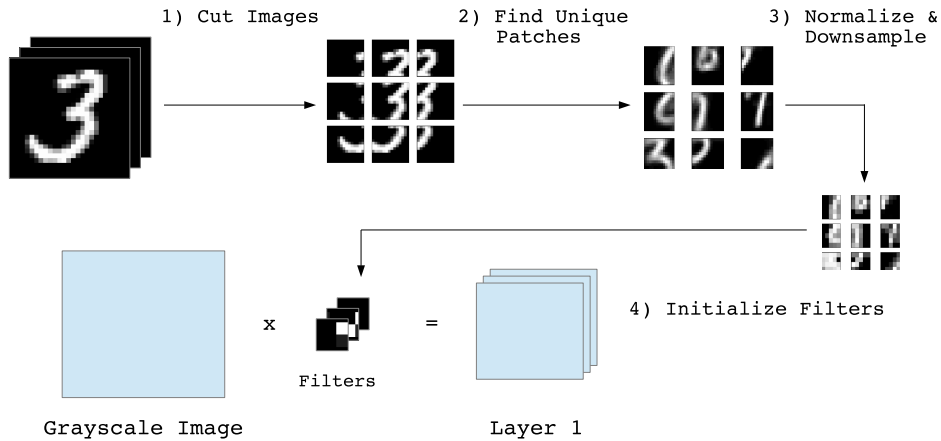 1) Cut Images
2) Find Unique
Patches
3) Normalize &
Downsample
4) Initialize Filters
x
=
Filters
Grayscale Image
Layer 1